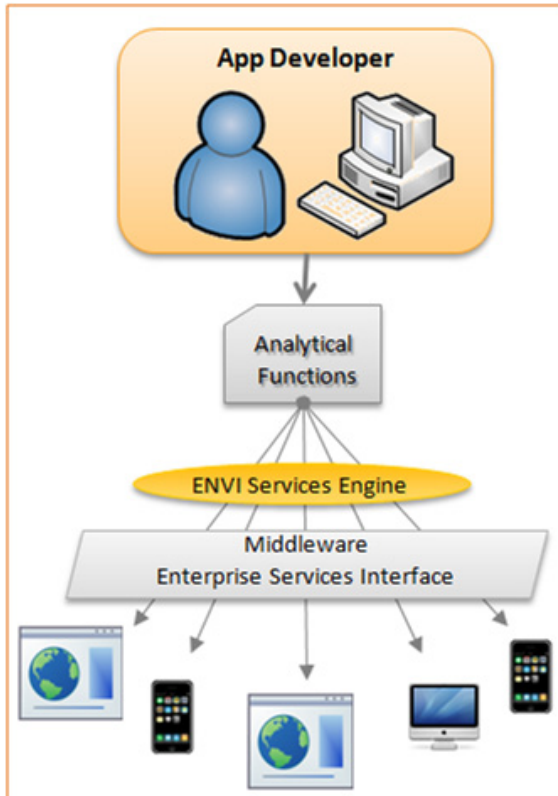 App Developer
Analytical
Functions
ENVI Services Engine
Middleware
Enterprise Services Interface